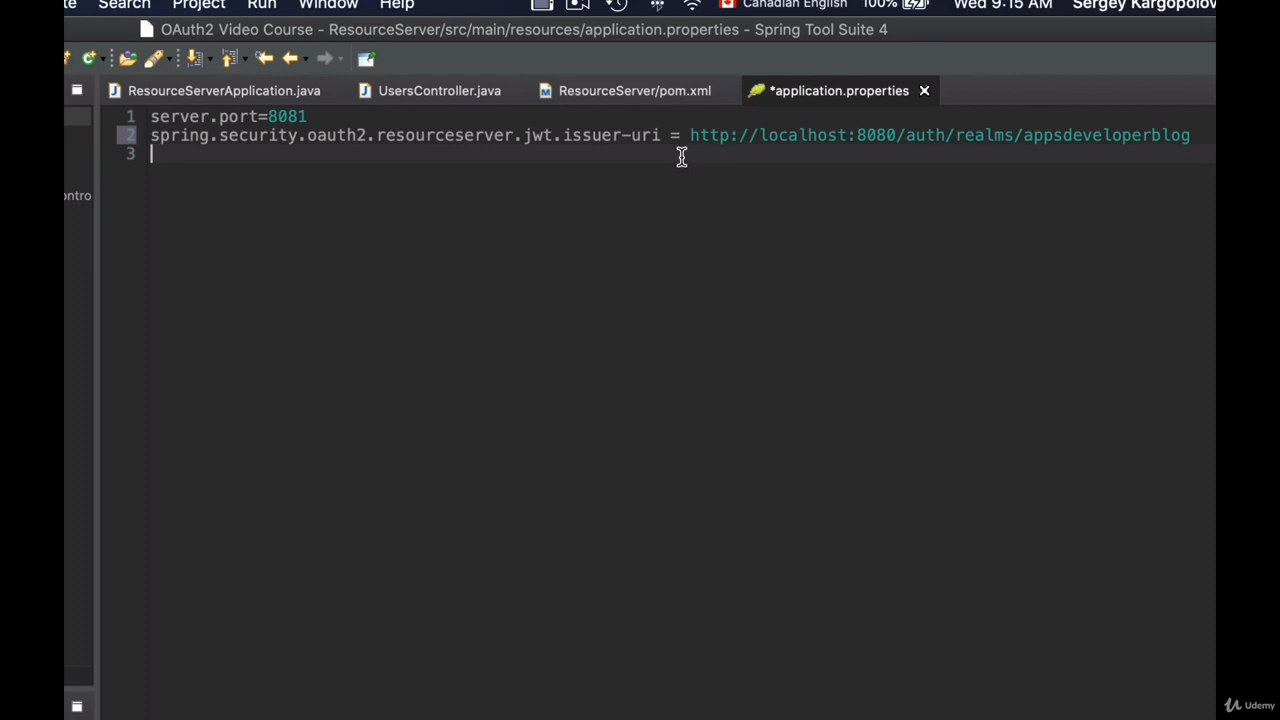 te Search Project Run Window Help Canadian English 100% Wed 9:15 AM Sergey Kargopolov
OAuth2 Video Course - ResourceServer/src/main/resources/application.properties - Spring Tool Suite 4
ResourceServerApplication.java UsersController.java ResourceServer/pom.xml *application.properties
1 server.port=8081
2 spring.security.oauth2.resourceserver.jwt.issuer-uri = http://localhost:8080/auth/realms/appsdeveloperblog
3
ontro
Udemy